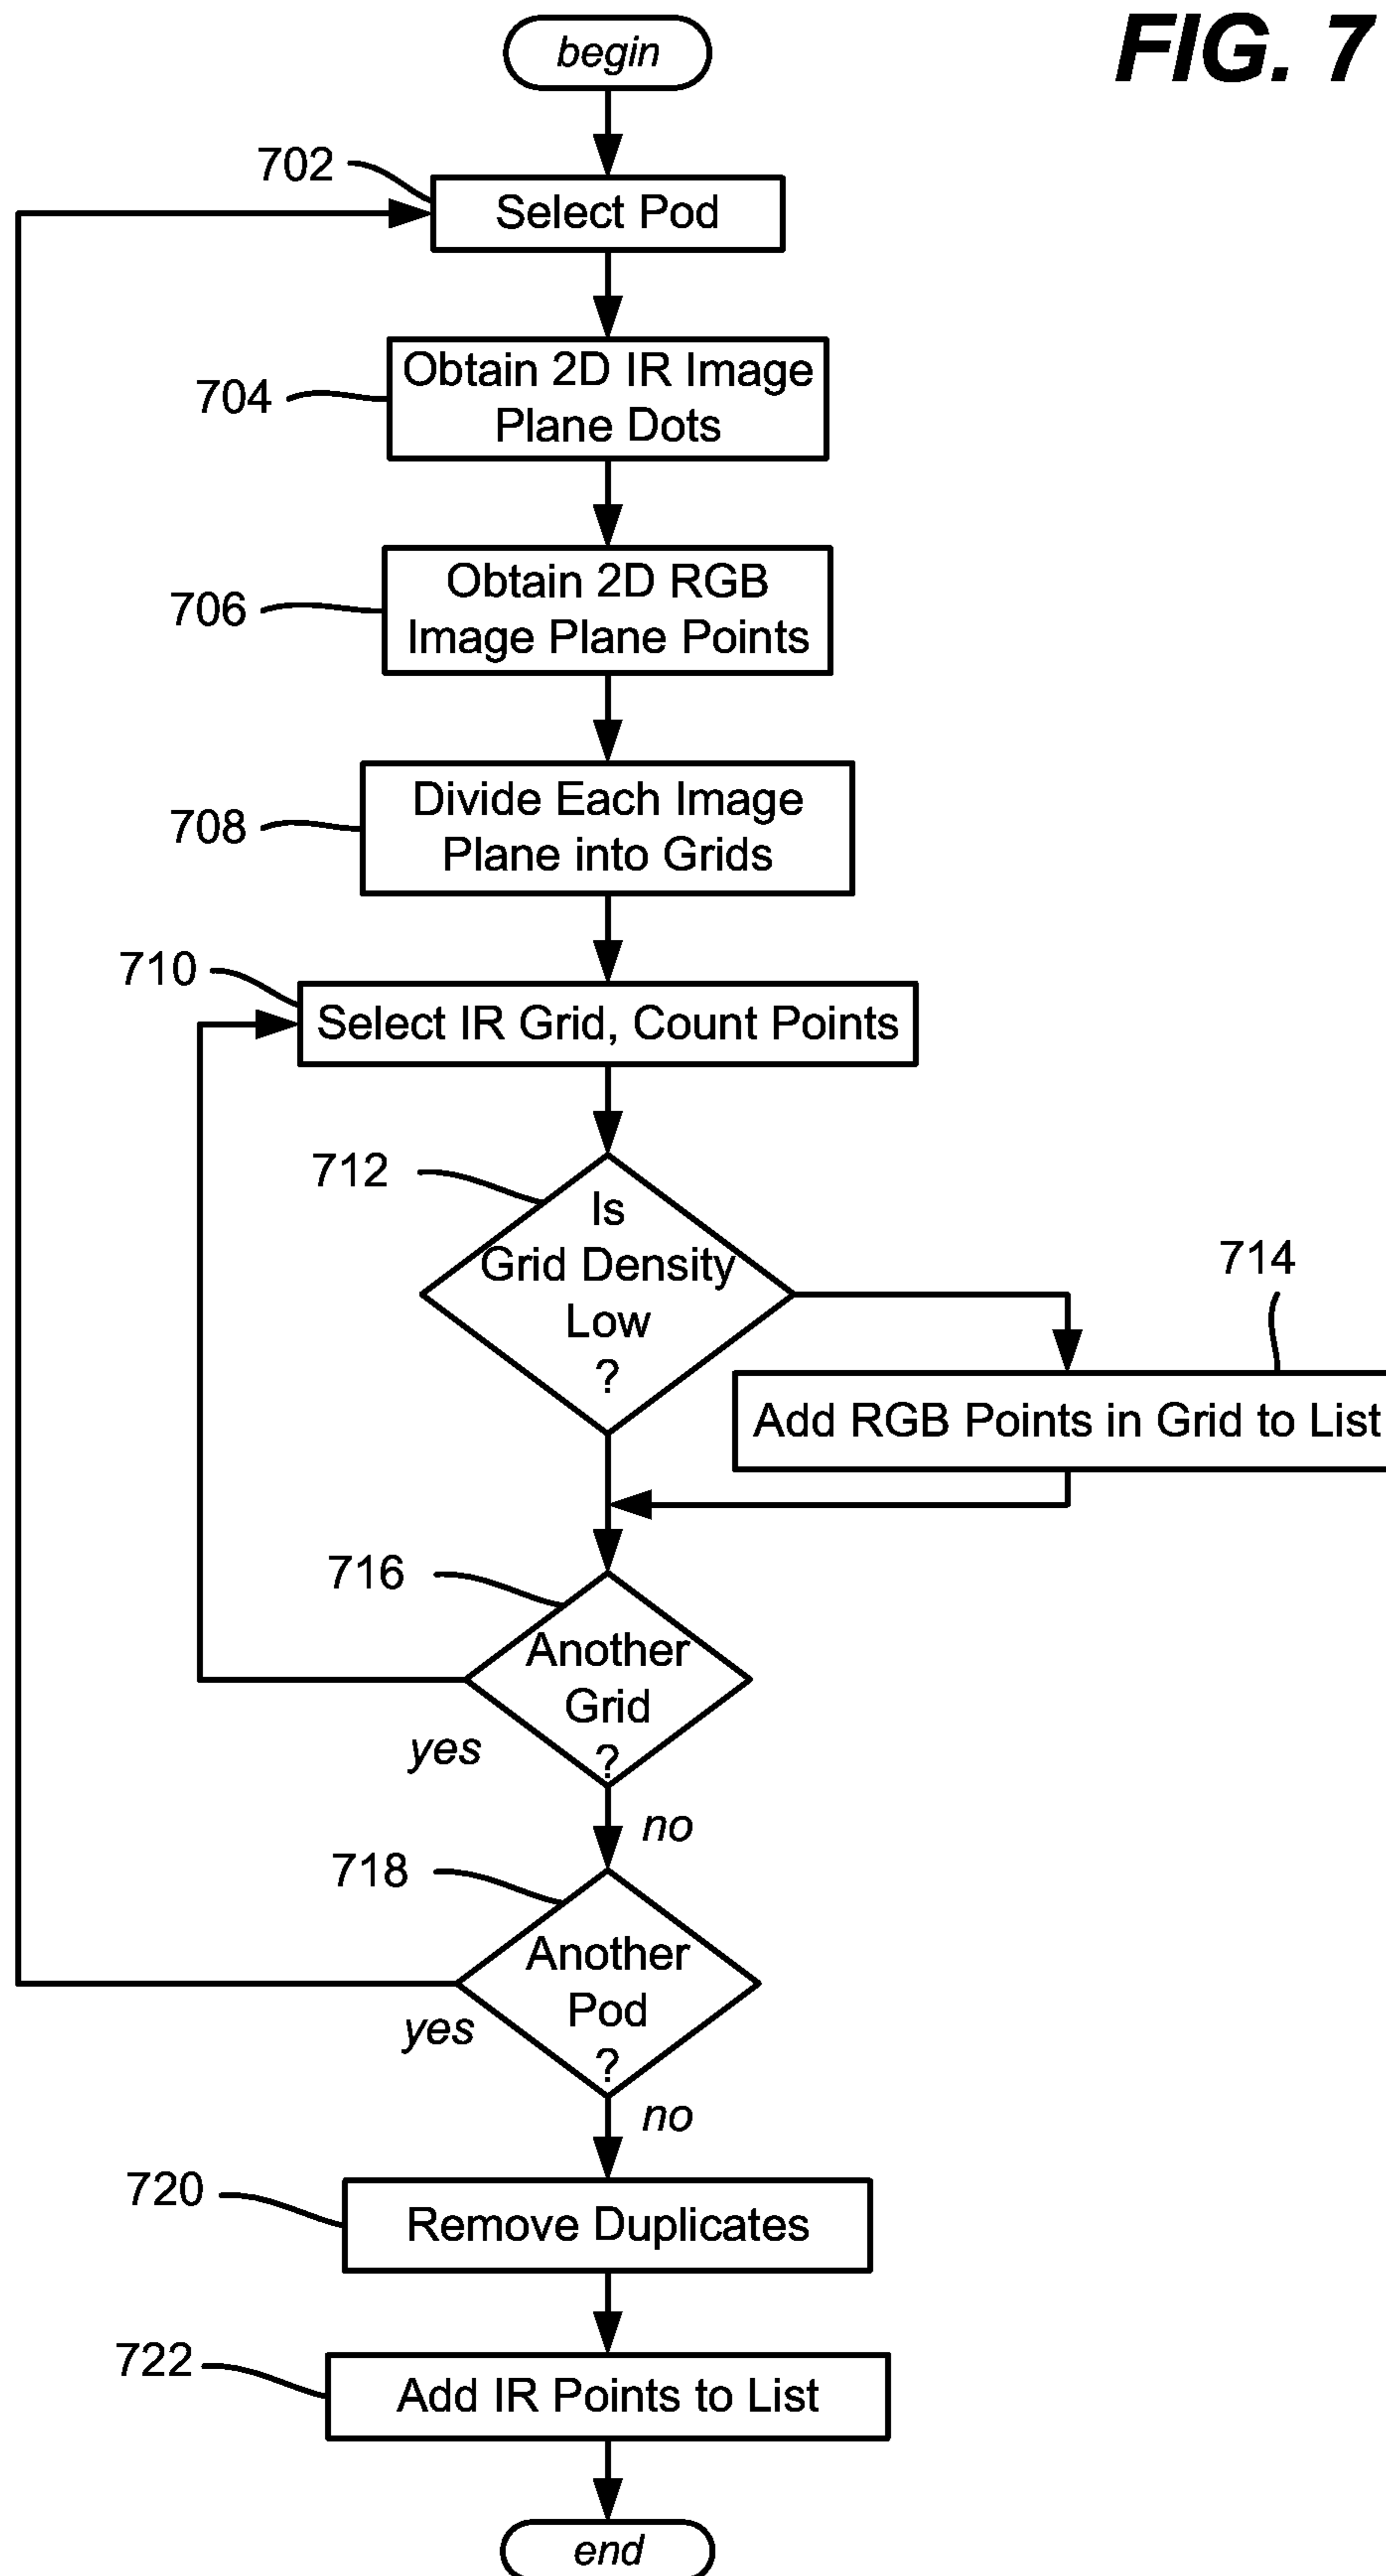 FIG. 7
begin
702
Select Pod
704
Obtain 2D IR Image
Plane Dots
706
Obtain 2D RGB
Image Plane Points
708
Divide Each Image
Plane into Grids
710
Select IR Grid, Count Points
712
Is
Grid Density
Low
?
714
Add RGB Points in Grid to List
716
Another
Grid
?
yes
no
718
Another
Pod
?
yes
no
720
Remove Duplicates
722
Add IR Points to List
end